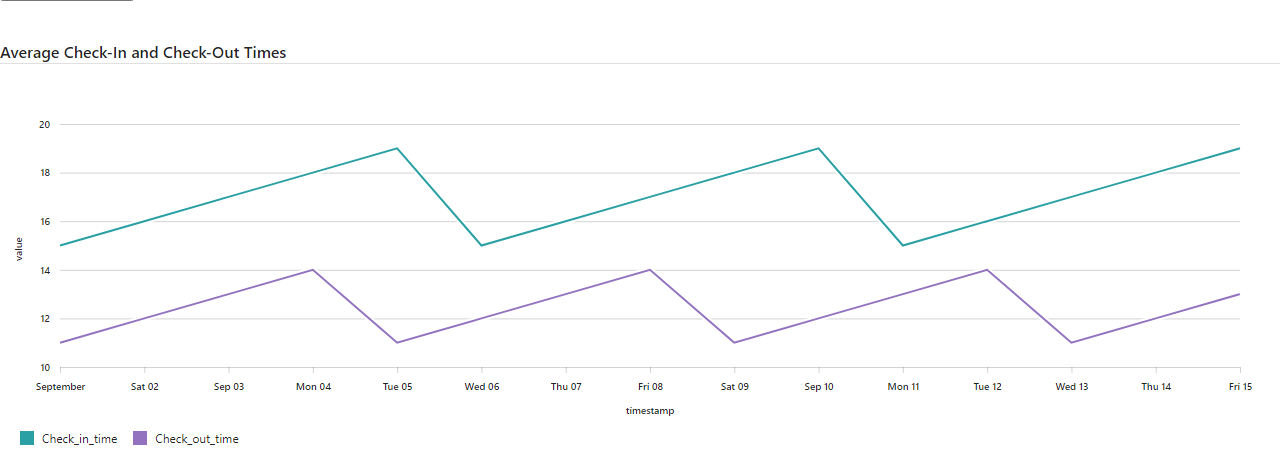 Average Check-In and Check-Out Times
20
18
16
14
12
10
value
September Sat 02 Sep 03 Mon 04 Tue 05 Wed 06 Thu 07 Fri 08 Sat 09 Sep 10 Mon 11 Tue 12 Wed 13 Thu 14 Fri 15
timestamp
Check_in_time Check_out_time